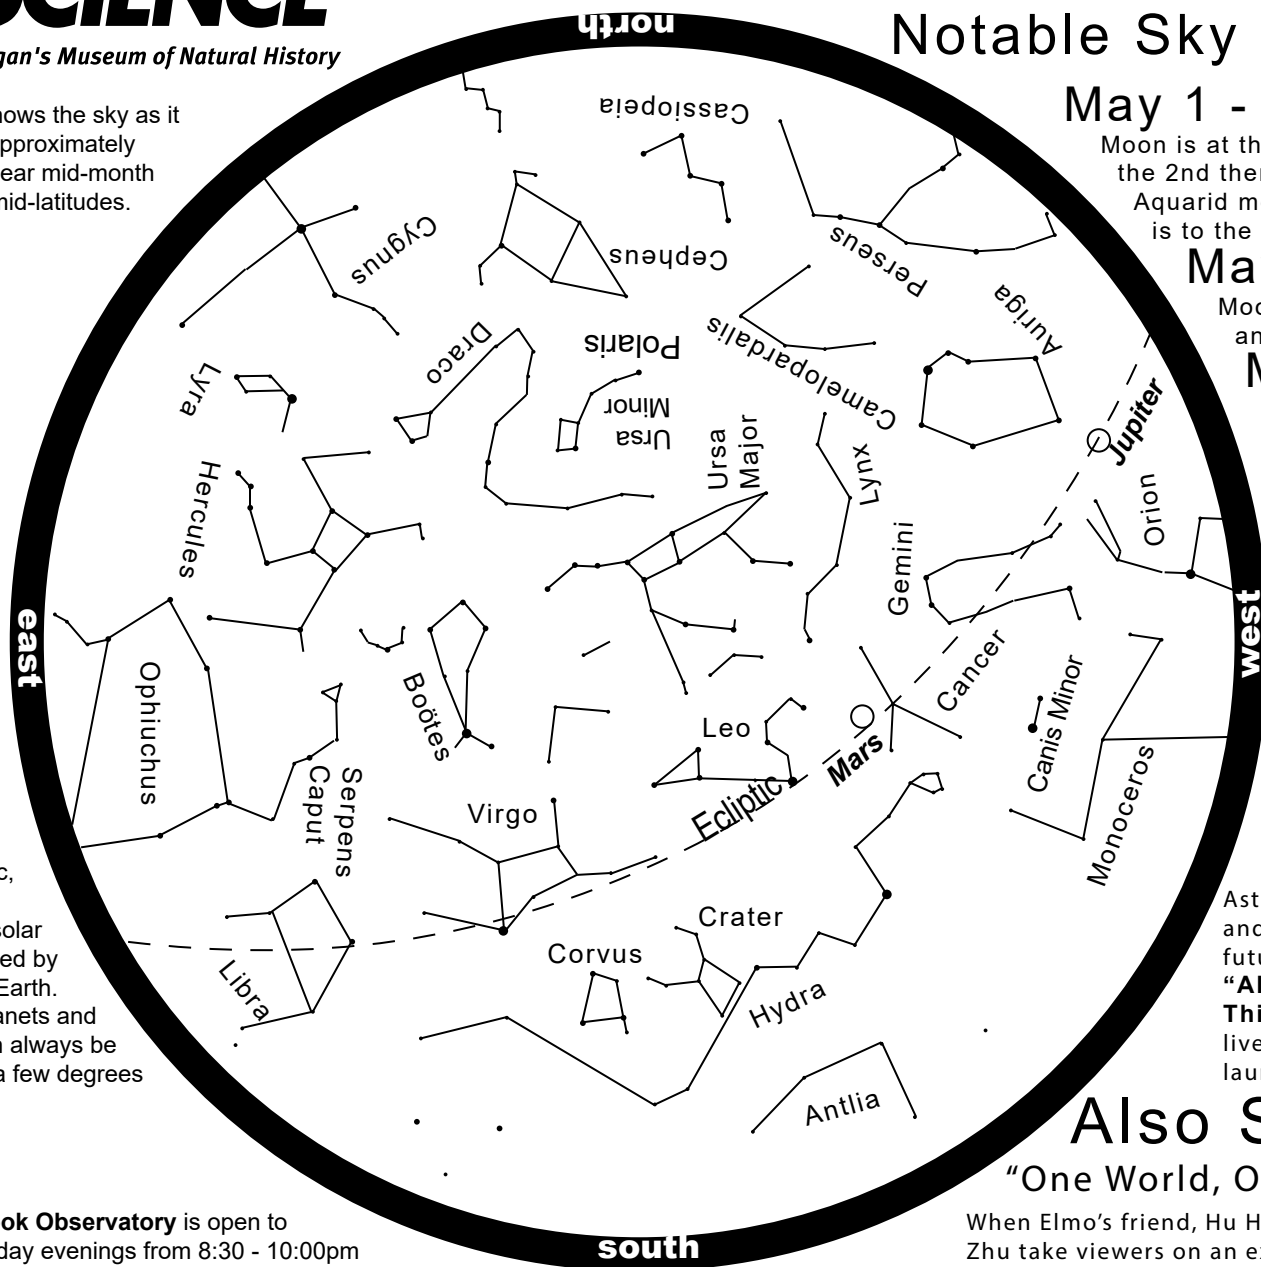 SCIENCE
gan's Museum of Natural History
Notable Sky
May 1 -
Moon is at th
the 2nd ther
Aquarid m
is to the
Ma
Moo
an
M
hows the sky as it
pproximately
ear mid-month
mid-latitudes.
north
Cassiopeia
Cygnus
Cepheus
Perseus
Auriga
Draco
Polaris
Camelopardalis
Lyra
Ursa
Minor
Ursa
Major
Lynx
Jupiter
Hercules
Orion
Gemini
east
west
Ophiuchus
Boötes
Leo
Cancer
Canis Minor
Mars
Ecliptic
Serpens
Caput
Virgo
Monoceros
c,
solar
ed by
Earth.
anets and
n always be
a few degrees
Crater
Corvus
Libra
Hydra
Antlia
Ast
and
futu
“Al
Thi
live
laun
Also S
“One World, O
When Elmo’s friend, Hu H
Zhu take viewers on an ex
ok Observatory is open to
day evenings from 8:30 - 10:00pm
south